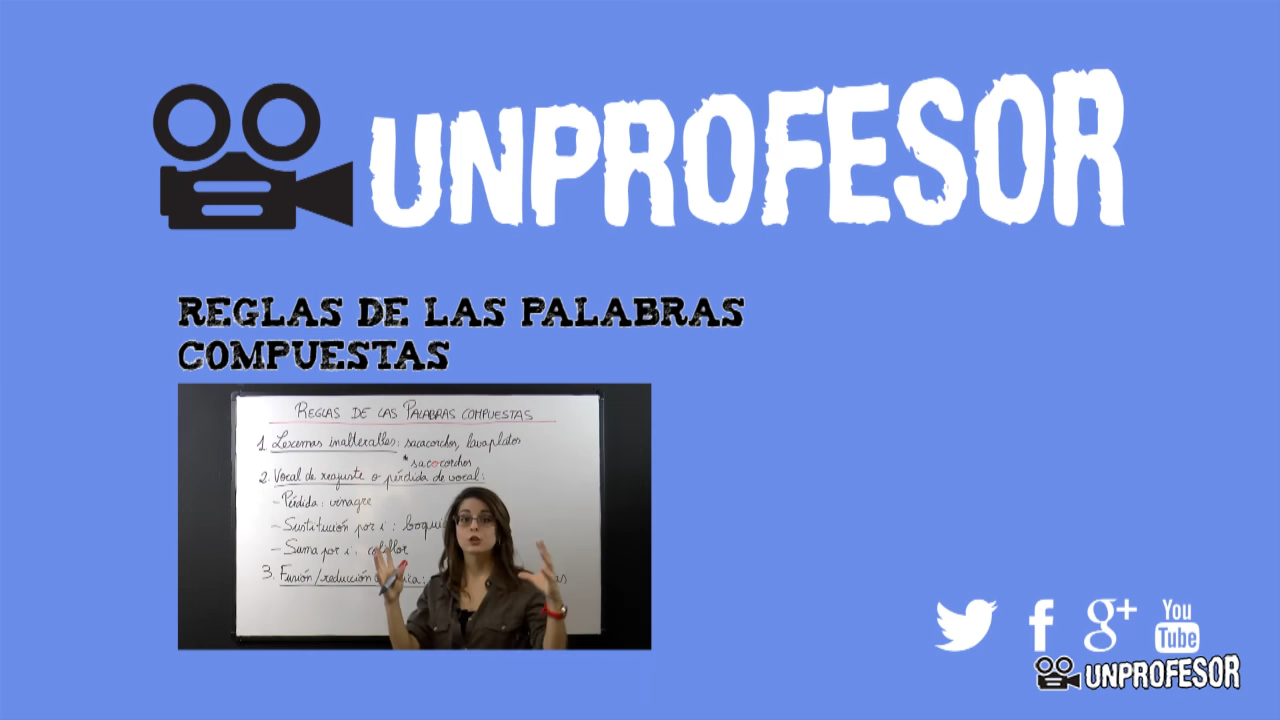 UNPROFESOR
REGLAS DE LAS PALABRAS
COMPUESTAS
REGLAS DE LAS PALABRAS COMPUESTAS
1. Lexemas inalterables: sacacorchos, lavaplatos
* sacocorchos
2. Vocal de reajuste o pérdida de vocal:
- Pérdida: vinagre
- Sustitución por i: boqui
- Suma por i: coliflor
3. Fusión/reducción
You
Tube
UNPROFESOR